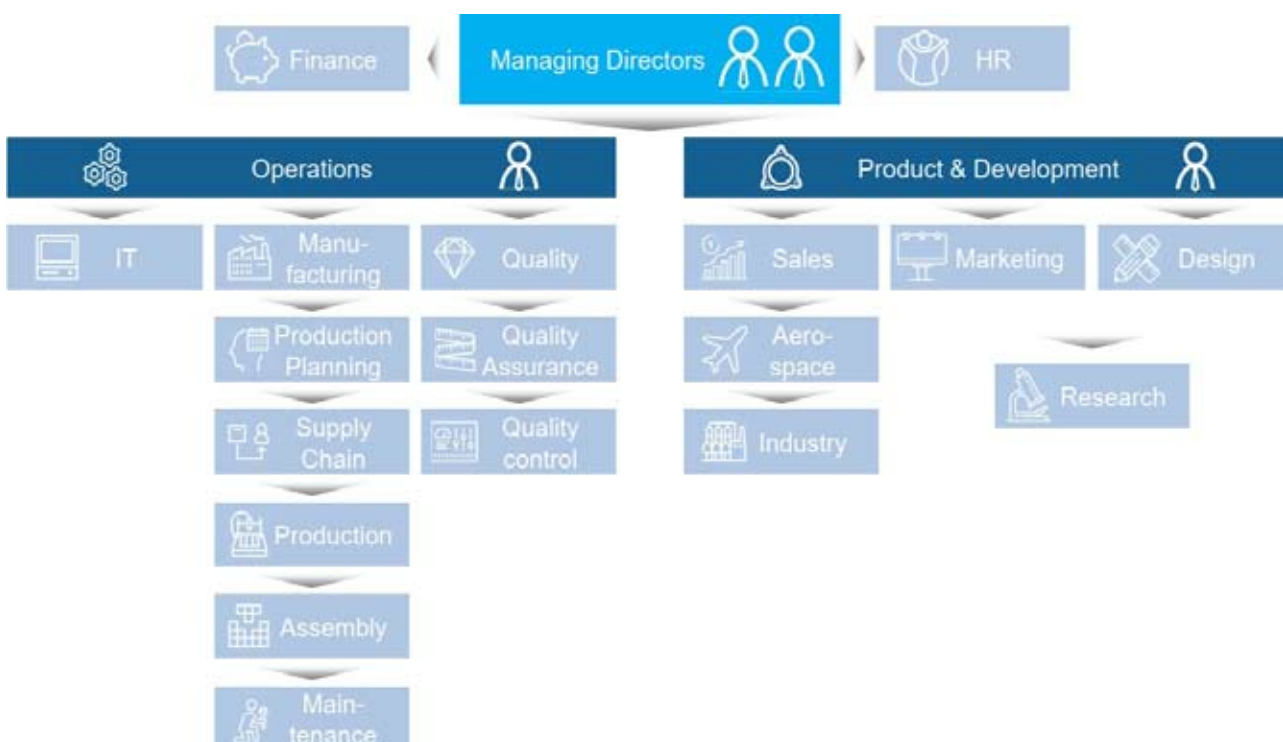 Finance
Managing Directors
HR
Operations
Product & Development
IT
Manu-
facturing
Quality
Sales
Marketing
Design
Production
Planning
Quality
Assurance
Aero-
space
Research
Supply
Chain
Quality
control
Industry
Production
Assembly
Main-
tenance